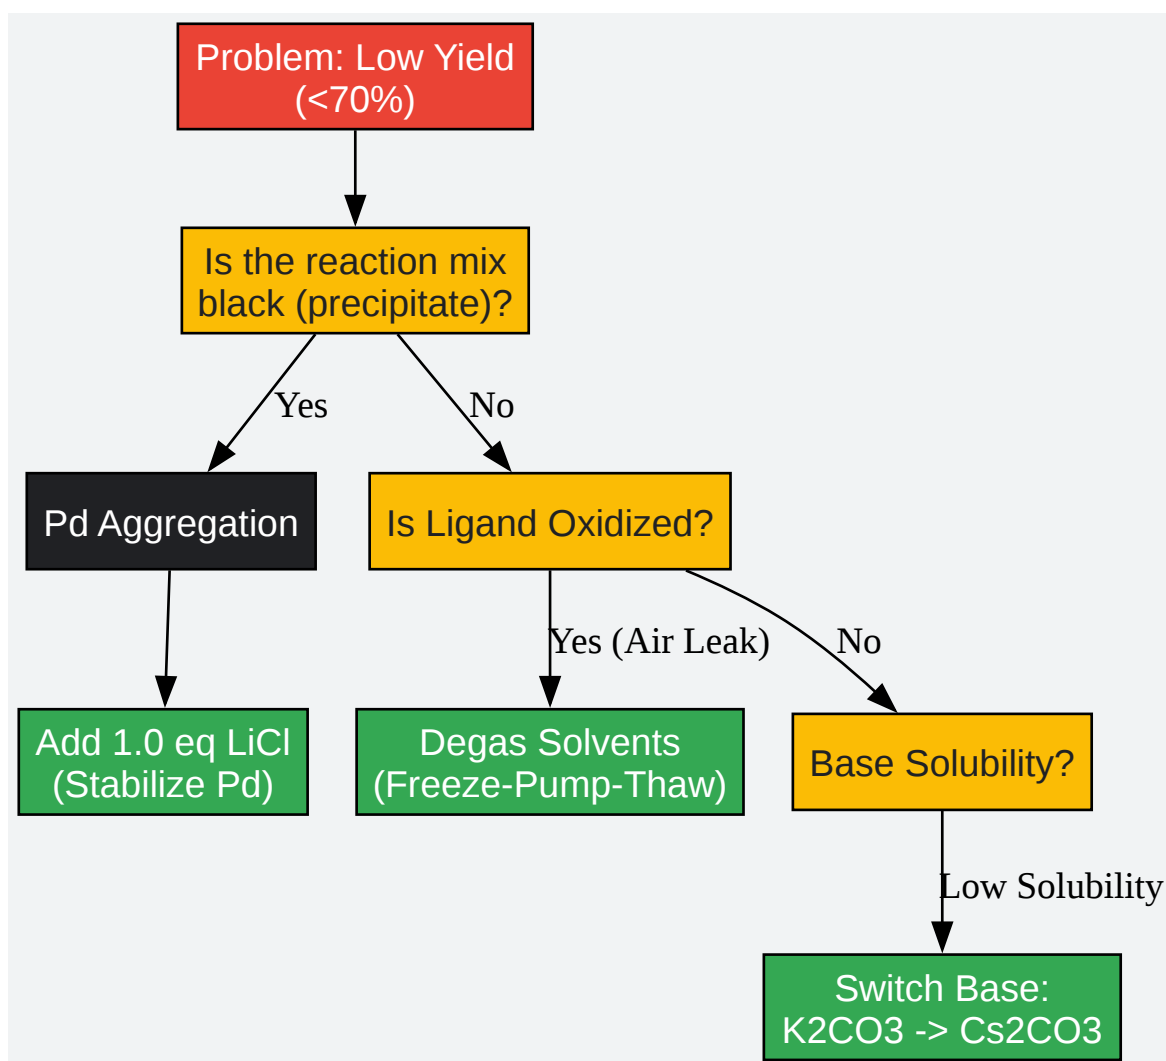 Problem: Low Yield
(<70%)
Is the reaction mix
black (precipitate)?
Yes
No
Pd Aggregation
Is Ligand Oxidized?
Yes (Air Leak)
No
Add 1.0 eq LiCl
(Stabilize Pd)
Degas Solvents
(Freeze-Pump-Thaw)
Base Solubility?
Low Solubility
Switch Base:
K2CO3 -> Cs2CO3